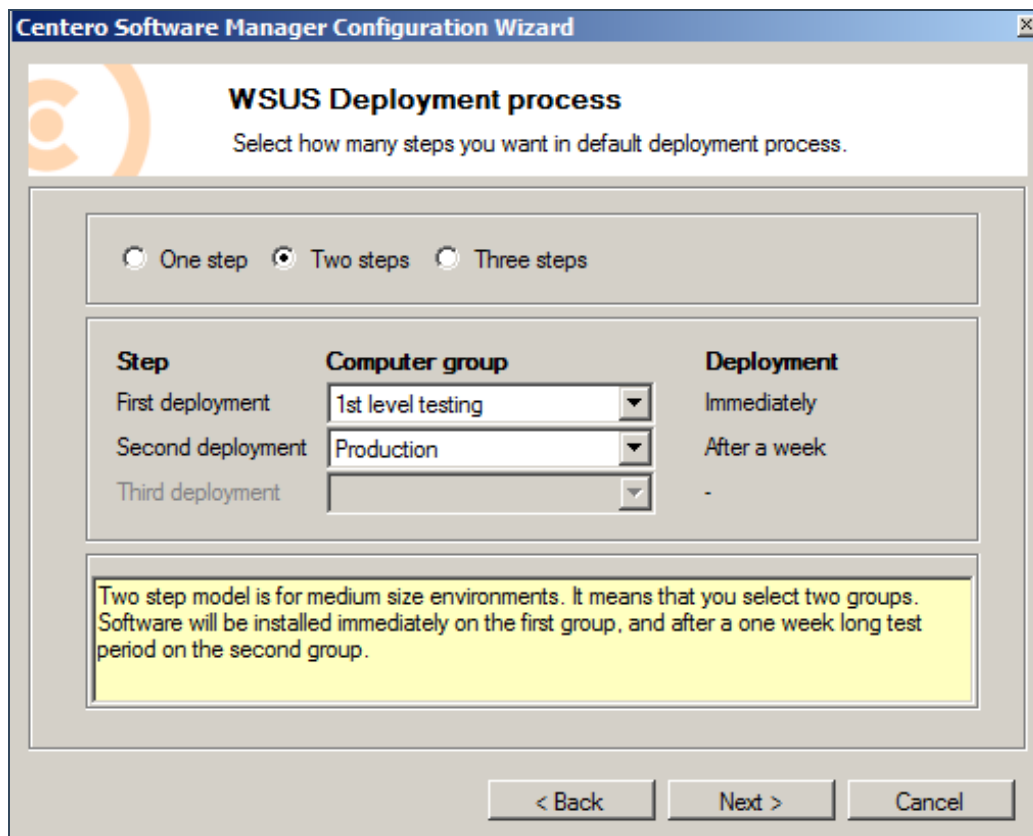 Centero Software Manager Configuration Wizard
WSUS Deployment process
Select how many steps you want in default deployment process.
One step Two steps Three steps
Step Computer group Deployment
First deployment 1st level testing Immediately
Second deployment Production After a week
Third deployment -
Two step model is for medium size environments. It means that you select two groups.
Software will be installed immediately on the first group, and after a one week long test
period on the second group.
< Back Next > Cancel